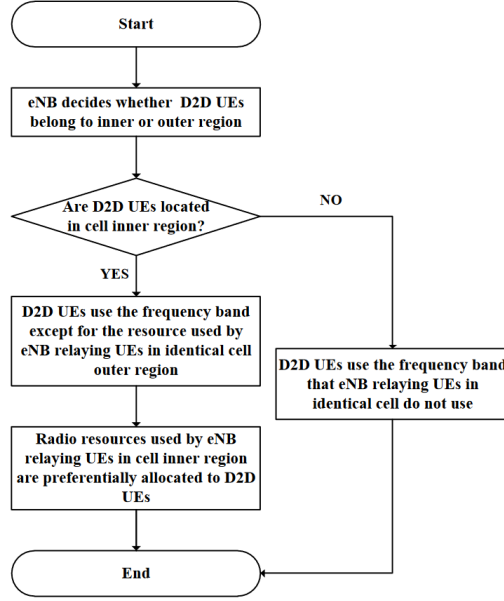 Start
eNB decides whether D2D UEs
belong to inner or outer region
Are D2D UEs located
in cell inner region?
NO
YES
D2D UEs use the frequency band
except for the resource used by
eNB relaying UEs in identical cell
outer region
D2D UEs use the frequency band
that eNB relaying UEs in
identical cell do not use
Radio resources used by eNB
relaying UEs in cell inner region
are preferentially allocated to D2D
UEs
End